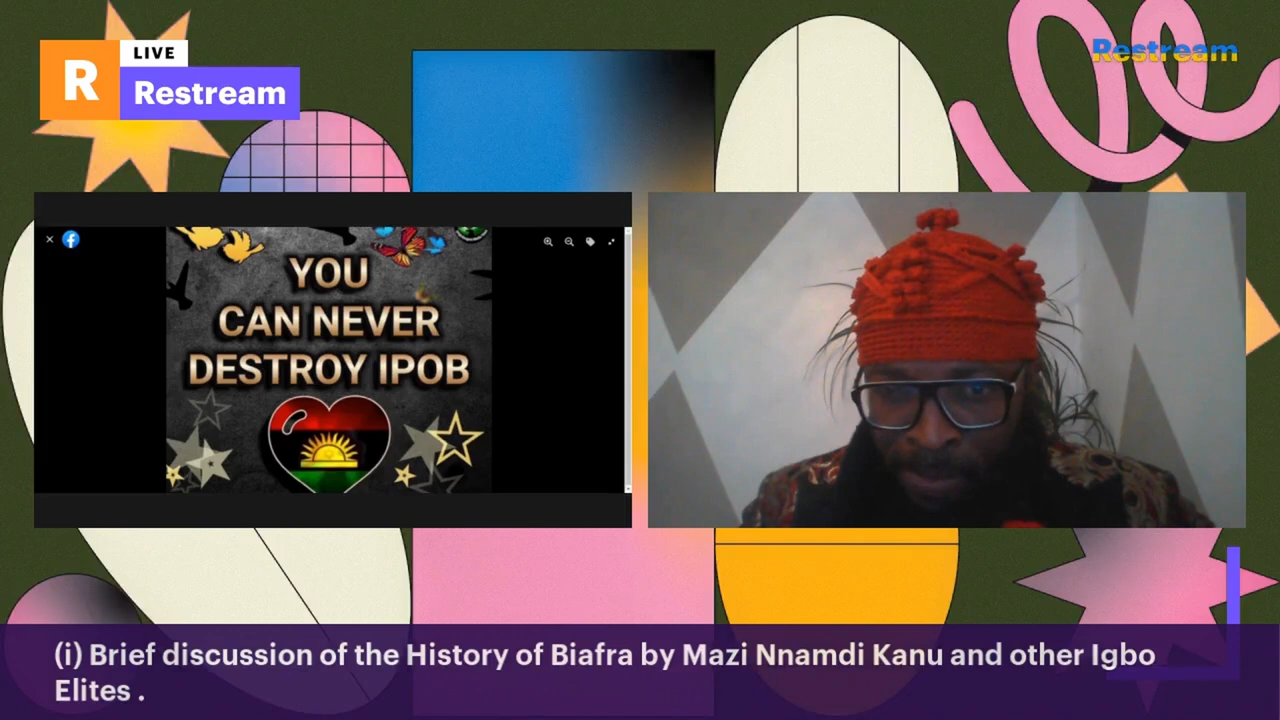 R
LIVE
Restream
Restream
YOU
CAN NEVER
DESTROY IPOB
(i) Brief discussion of the History of Biafra by Mazi Nnamdi Kanu and other Igbo
Elites .